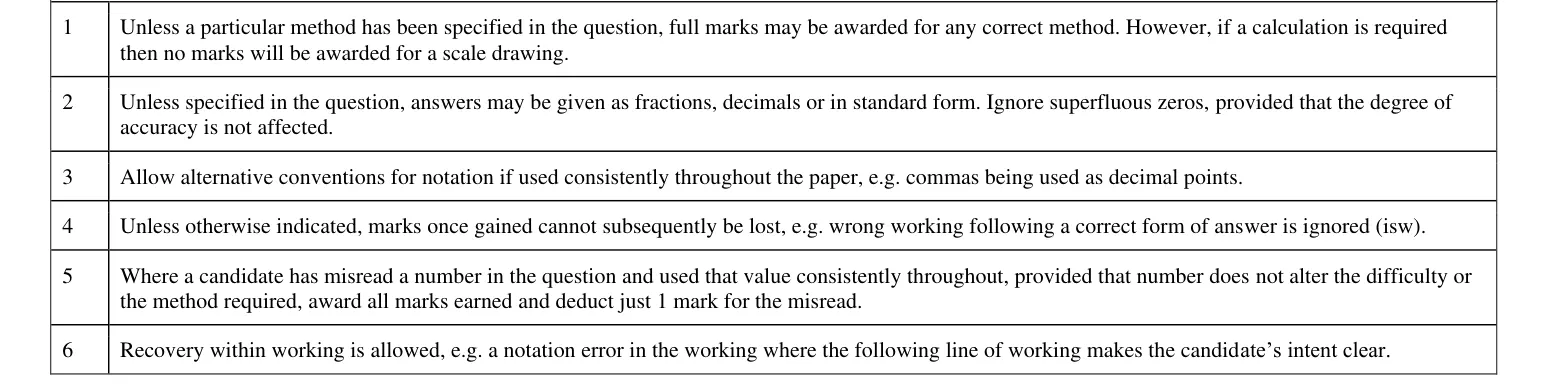 1 Unless a particular method has been specified in the question, full marks may be awarded for any correct method. However, if a calculation is required
then no marks will be awarded for a scale drawing.
2 Unless specified in the question, answers may be given as fractions, decimals or in standard form. Ignore superfluous zeros, provided that the degree of
accuracy is not affected.
3 Allow alternative conventions for notation if used consistently throughout the paper, e.g. commas being used as decimal points.
4 Unless otherwise indicated, marks once gained cannot subsequently be lost, e.g. wrong working following a correct form of answer is ignored (isw).
5 Where a candidate has misread a number in the question and used that value consistently throughout, provided that number does not alter the difficulty or
the method required, award all marks earned and deduct just 1 mark for the misread.
6 Recovery within working is allowed, e.g. a notation error in the working where the following line of working makes the candidate’s intent clear.